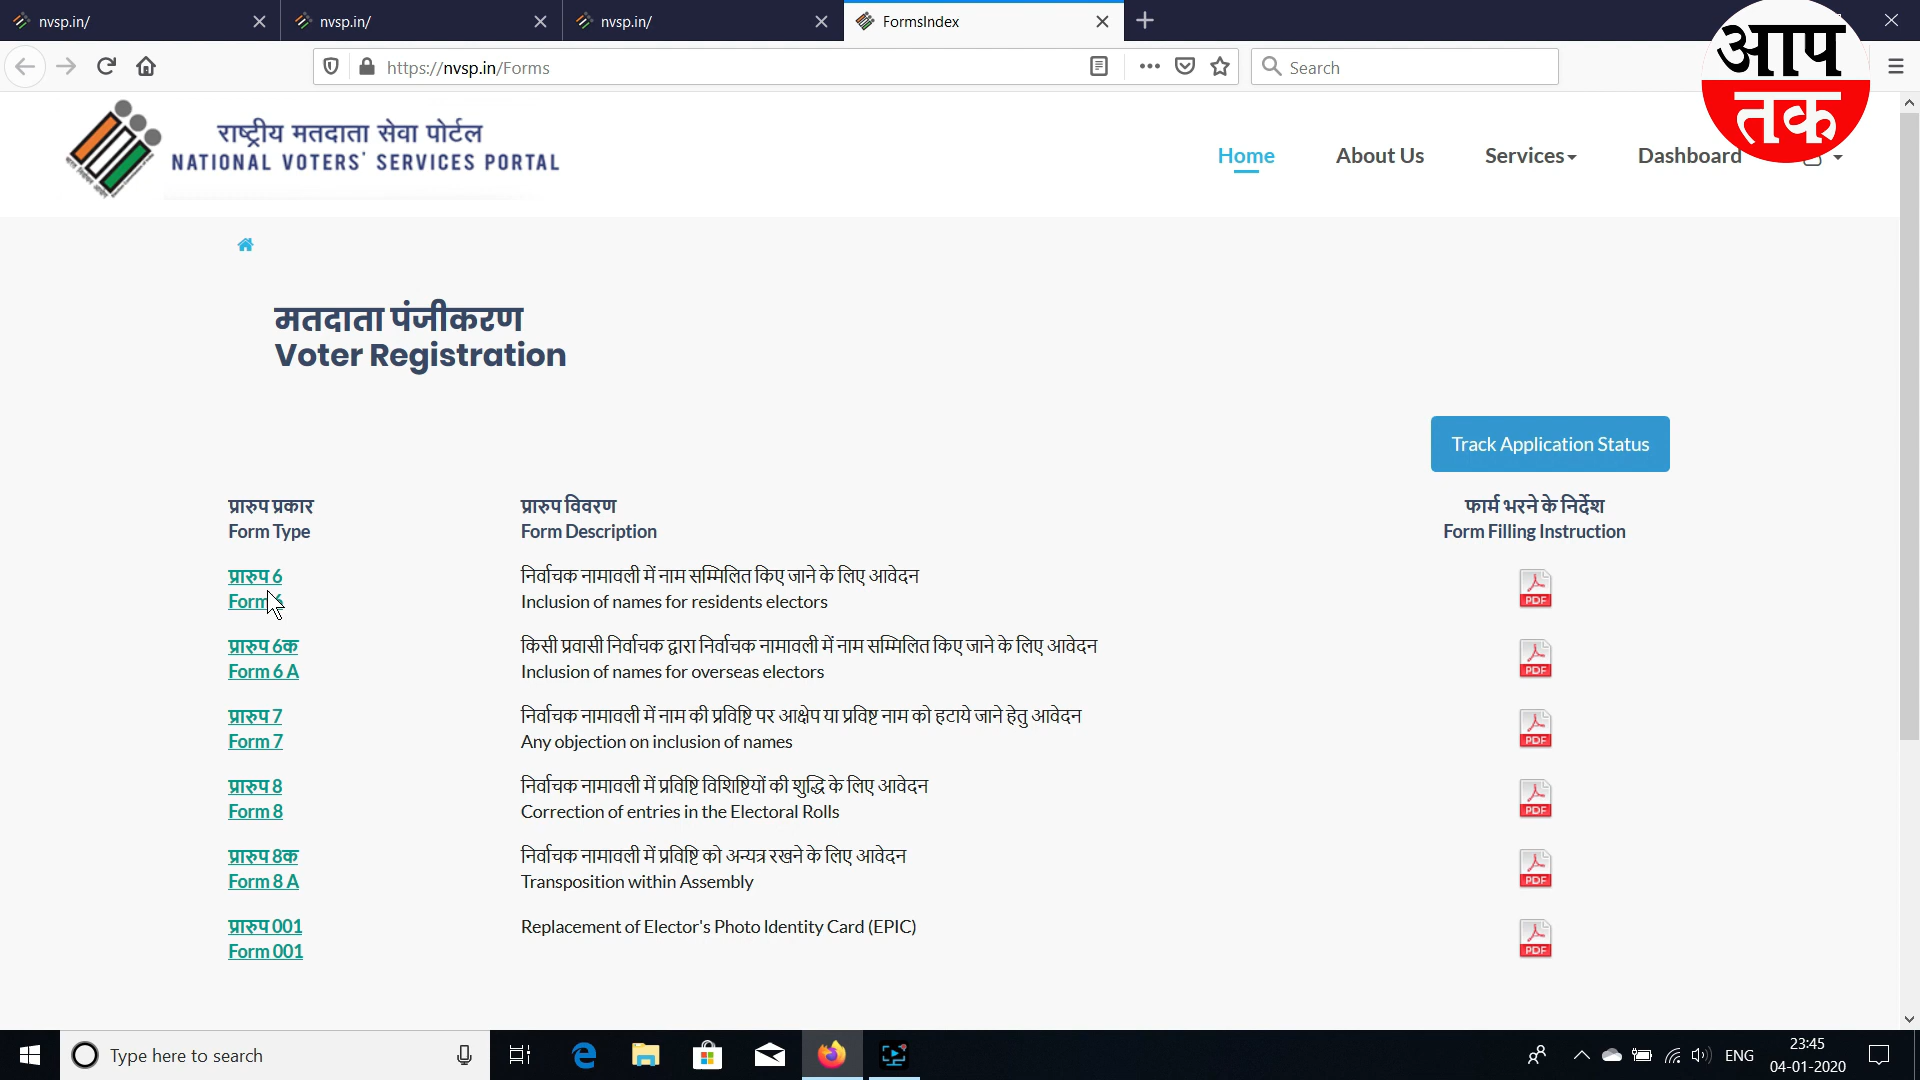 nvsp.in/
nvsp.in/
nvsp.in/
FormsIndex
https://nvsp.in/Forms
Search
आप
तक
राष्ट्रीय मतदाता सेवा पोर्टल
NATIONAL VOTERS' SERVICES PORTAL
Home
About Us
Services
Dashboard
मतदाता पंजीकरण
Voter Registration
Track Application Status
प्रारुप प्रकार
Form Type
प्रारुप विवरण
Form Description
फार्म भरने के निर्देश
Form Filling Instruction
प्रारुप 6
Form 6
निर्वाचक नामावली में नाम सम्मिलित किए जाने के लिए आवेदन
Inclusion of names for residents electors
PDF
प्रारुप 6क
Form 6 A
किसी प्रवासी निर्वाचक द्वारा निर्वाचक नामावली में नाम सम्मिलित किए जाने के लिए आवेदन
Inclusion of names for overseas electors
PDF
प्रारुप 7
Form 7
निर्वाचक नामावली में नाम की प्रविष्टि पर आक्षेप या प्रविष्ट नाम को हटाये जाने हेतु आवेदन
Any objection on inclusion of names
PDF
प्रारुप 8
Form 8
निर्वाचक नामावली में प्रविष्टि विशिष्टियों की शुद्धि के लिए आवेदन
Correction of entries in the Electoral Rolls
PDF
प्रारुप 8क
Form 8 A
निर्वाचक नामावली में प्रविष्टि को अन्यत्र रखने के लिए आवेदन
Transposition within Assembly
PDF
प्रारुप 001
Form 001
Replacement of Elector's Photo Identity Card (EPIC)
PDF
Type here to search
ENG
23:45
04-01-2020